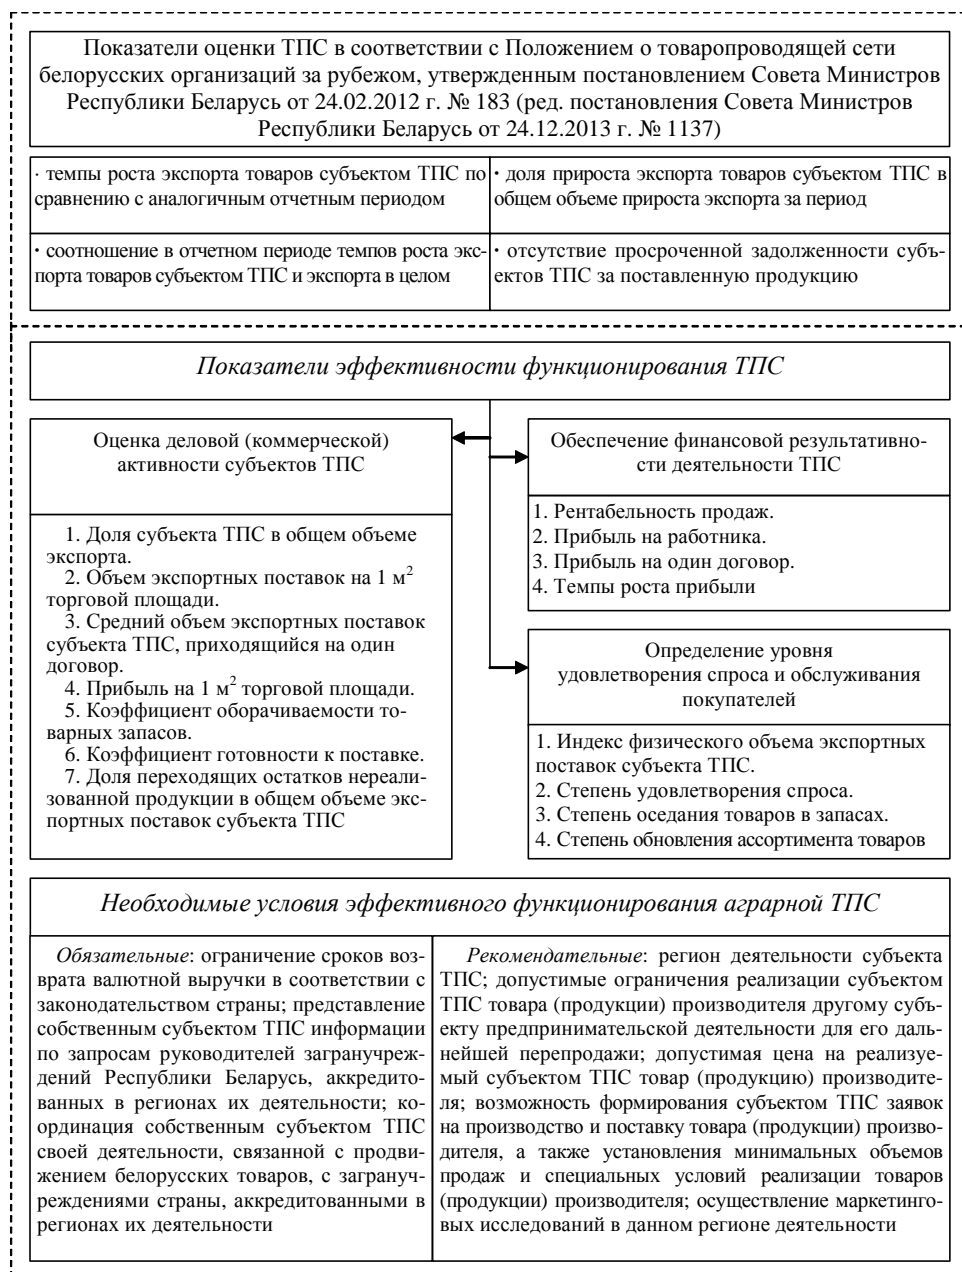 Показатели оценки ТПС в соответствии с Положением о товаропроводящей сети
белорусских организаций за рубежом, утвержденным постановлением Совета Министров
Республики Беларусь от 24.02.2012 г. № 183 (ред. постановления Совета Министров
Республики Беларусь от 24.12.2013 г. № 1137)
· темпы роста экспорта товаров субъектом ТПС по
сравнению с аналогичным отчетным периодом
· доля прироста экспорта товаров субъектом ТПС в
общем объеме прироста экспорта за период
· соотношение в отчетном периоде темпов роста экс-
порта товаров субъектом ТПС и экспорта в целом
· отсутствие просроченной задолженности субъ-
ектов ТПС за поставленную продукцию
Показатели эффективности функционирования ТПС
Оценка деловой (коммерческой)
активности субъектов ТПС
1. Доля субъекта ТПС в общем объеме
экспорта.
2. Объем экспортных поставок на 1 м²
торговой площади.
3. Средний объем экспортных поставок
субъекта ТПС, приходящийся на один
договор.
4. Прибыль на 1 м² торговой площади.
5. Коэффициент оборачиваемости то-
варных запасов.
6. Коэффициент готовности к поставке.
7. Доля переходящих остатков нереали-
зованной продукции в общем объеме экс-
портных поставок субъекта ТПС
Обеспечение финансовой результативно-
сти деятельности ТПС
1. Рентабельность продаж.
2. Прибыль на работника.
3. Прибыль на один договор.
4. Темпы роста прибыли
Определение уровня
удовлетворения спроса и обслуживания
покупателей
1. Индекс физического объема экспортных
поставок субъекта ТПС.
2. Степень удовлетворения спроса.
3. Степень оседания товаров в запасах.
4. Степень обновления ассортимента товаров
Необходимые условия эффективного функционирования аграрной ТПС
Обязательные: ограничение сроков воз-
врата валютной выручки в соответствии с
законодательством страны; представление
собственным субъектом ТПС информации
по запросам руководителей загранучреж-
дений Республики Беларусь, аккредито-
ванных в регионах их деятельности; ко-
ординация собственным субъектом ТПС
своей деятельности, связанной с продви-
жением белорусских товаров, с загрануч-
реждениями страны, аккредитованными в
регионах их деятельности
Рекомендательные: регион деятельности субъекта
ТПС; допустимые ограничения реализации субъектом
ТПС товара (продукции) производителя другому субъ-
екту предпринимательской деятельности для его даль-
нейшей перепродажи; допустимая цена на реализуе-
мый субъектом ТПС товар (продукцию) производите-
ля; возможность формирования субъектом ТПС заявок
на производство и поставку товара (продукции) произво-
дителя, а также установления минимальных объемов
продаж и специальных условий реализации товаров
(продукции) производителя; осуществление маркетинго-
вых исследований в данном регионе деятельности